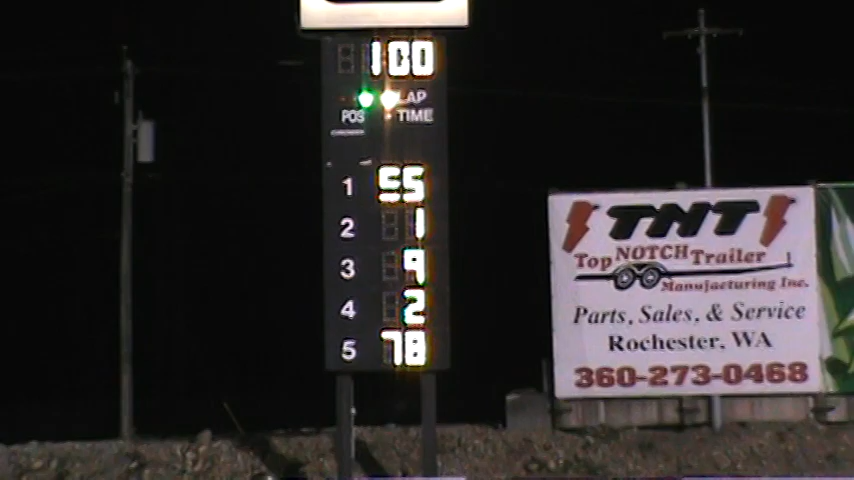 100
LAP
POS TIME
1 55
2 1
3 9
4 2
5 78
TNT
Top NOTCH Trailer
Manufacturing Inc.
Parts, Sales, & Service
Rochester, WA
360-273-0468